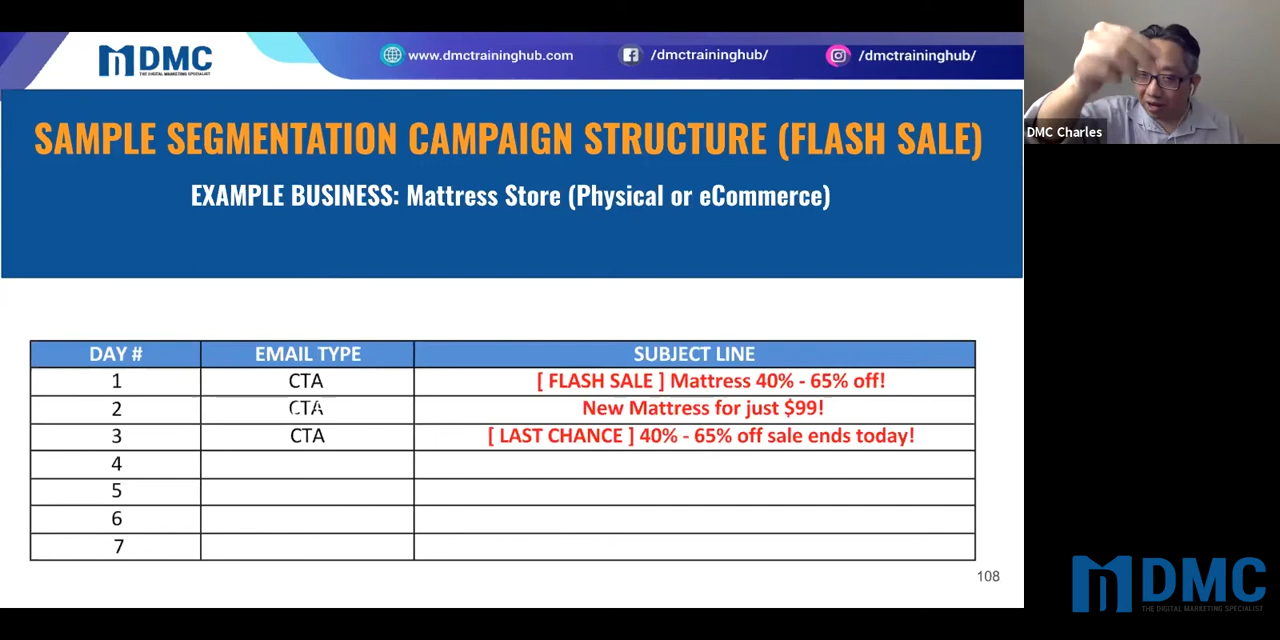 DMC
THE DIGITAL MARKETING SPECIALIST
www.dmctraininghub.com
/dmctraininghub/
/dmctraininghub/
DMC Charles
SAMPLE SEGMENTATION CAMPAIGN STRUCTURE (FLASH SALE)
EXAMPLE BUSINESS: Mattress Store (Physical or eCommerce)
DAY # EMAIL TYPE SUBJECT LINE
1 CTA [ FLASH SALE ] Mattress 40% - 65% off!
2 CTA New Mattress for just $99!
3 CTA [ LAST CHANCE ] 40% - 65% off sale ends today!
4
5
6
7
108
DMC
THE DIGITAL MARKETING SPECIALIST